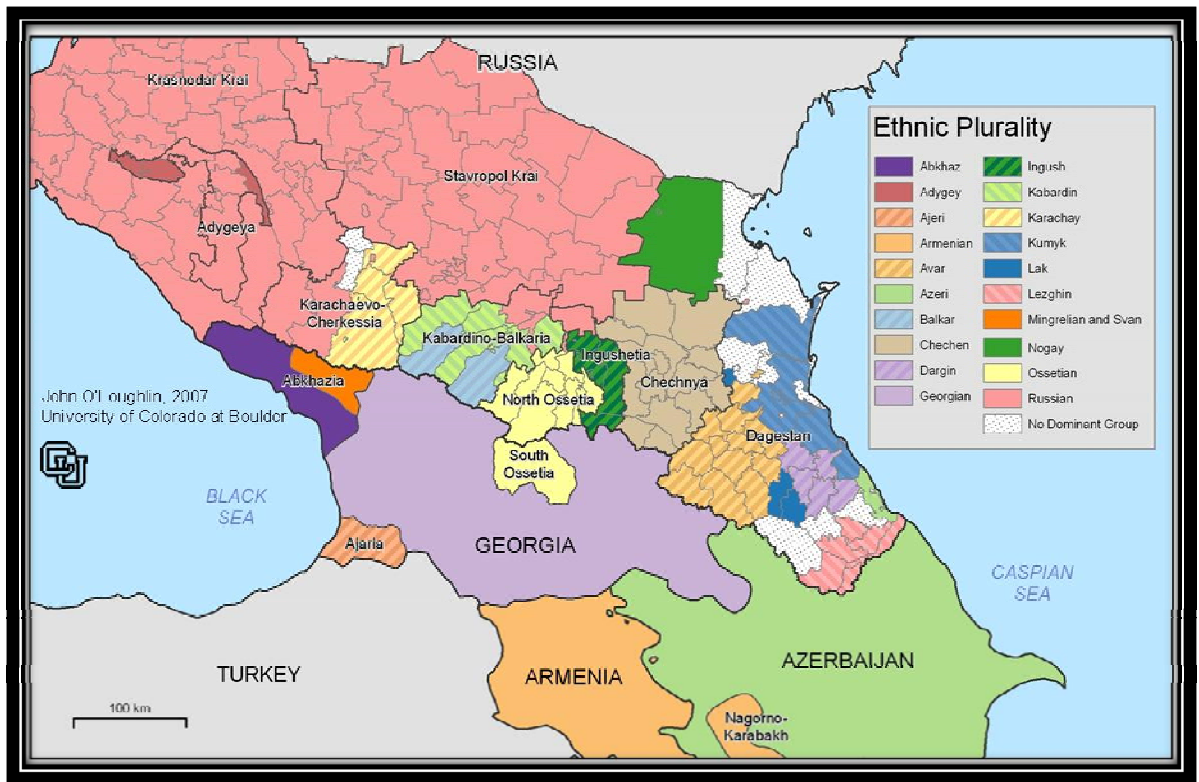 RUSSIA
Krasnodar Krai
Stavropol Krai
Adygeya
Karachaevo-
Cherkessia
Kabardino-Balkaria
Ingushetia
Abkhazia
Chechnya
North Ossetia
Dagestan
South
Ossetia
John O'Loughlin, 2007
University of Colorado at Boulder
CU
BLACK
SEA
Ajaria
GEORGIA
CASPIAN
SEA
TURKEY
ARMENIA
AZERBAIJAN
Nagorno-
Karabakh
100 km
Ethnic Plurality
Abkhaz
Adygey
Ajeri
Armenian
Avar
Azeri
Balkar
Chechen
Dargin
Georgian
Ingush
Kabardin
Karachay
Kumyk
Lak
Lezghin
Mingrelian and Svan
Nogay
Ossetian
Russian
No Dominant Group